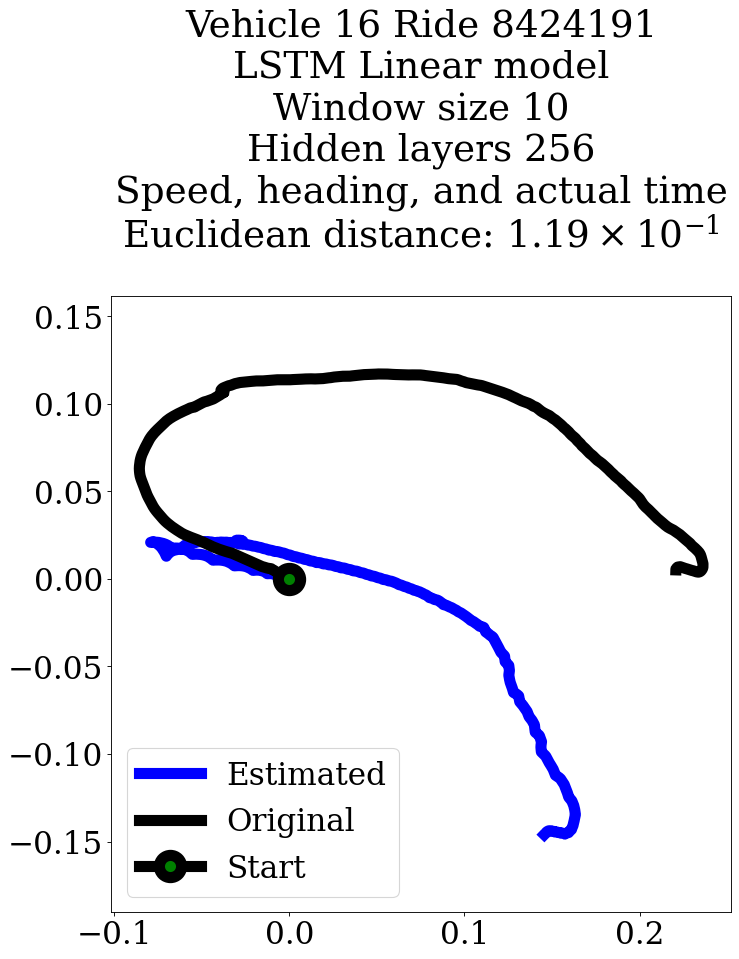 Vehicle 16 Ride 8424191
LSTM Linear model
Window size 10
Hidden layers 256
Speed, heading, and actual time
Euclidean distance: 1.19 × 10⁻¹
0.15
0.10
0.05
0.00
−0.05
−0.10
−0.15
Estimated
Original
Start
−0.1
0.0
0.1
0.2